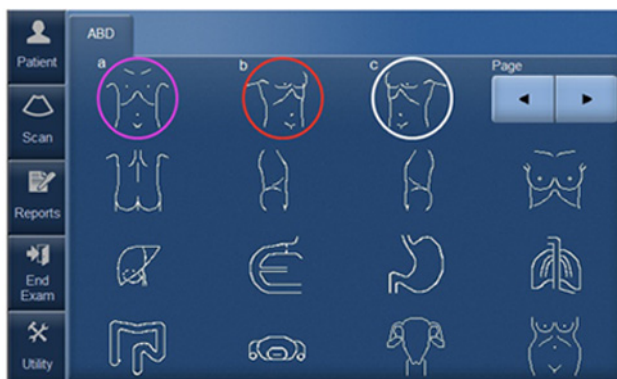 ABD
Patient
a
b
c
Page
Scan
Reports
End
Exam
Utility